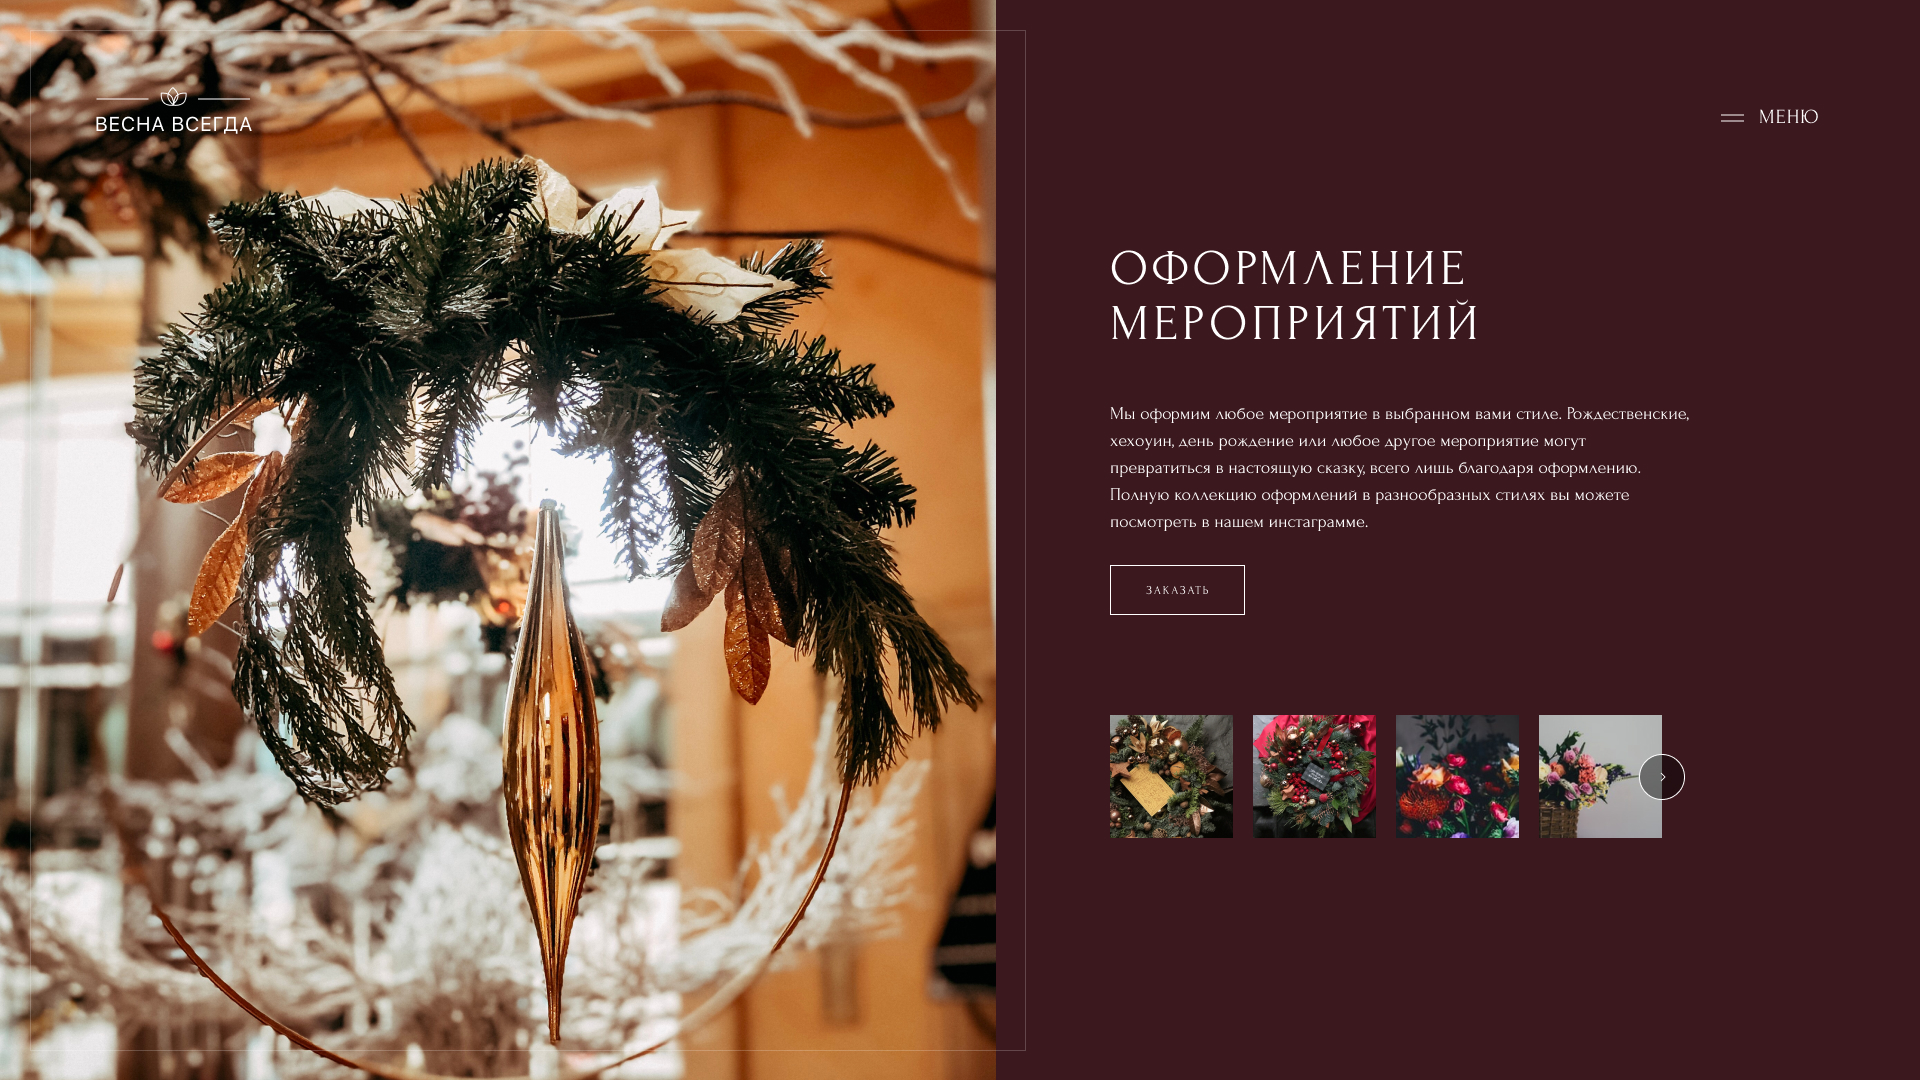 ВЕСНА ВСЕГДА
МЕНЮ
ОФОРМЛЕНИЕ
МЕРОПРИЯТИЙ
Мы оформим любое мероприятие в выбранном вами стиле. Рождественские,
хехоуин, день рождение или любое другое мероприятие могут
превратиться в настоящую сказку, всего лишь благодаря оформлению.
Полную коллекцию оформлений в разнообразных стилях вы можете
посмотреть в нашем инстаграмме.
ЗАКАЗАТЬ